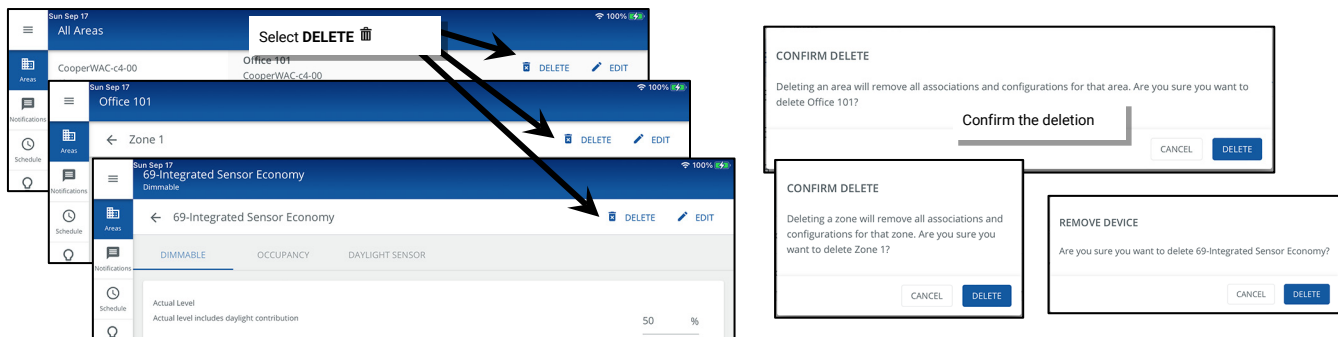 Sun Sep 17
100%
All Areas
Select DELETE
Areas
CooperWAC-c4-00
Office 101
CooperWAC-c4-00
DELETE
EDIT
Notifications
Schedule
Sun Sep 17
100%
Office 101
Areas
Zone 1
DELETE
EDIT
Notifications
Schedule
Sun Sep 17
100%
69-Integrated Sensor Economy
Dimmable
Areas
69-Integrated Sensor Economy
DELETE
EDIT
Notifications
DIMMABLE
OCCUPANCY
DAYLIGHT SENSOR
Schedule
Actual Level
Actual level includes daylight contribution
50 %
CONFIRM DELETE
Deleting an area will remove all associations and configurations for that area. Are you sure you want to
delete Office 101?
Confirm the deletion
CANCEL
DELETE
CONFIRM DELETE
Deleting a zone will remove all associations and
configurations for that zone. Are you sure you
want to delete Zone 1?
CANCEL
DELETE
REMOVE DEVICE
Are you sure you want to delete 69-Integrated Sensor Economy?
CANCEL
DELETE